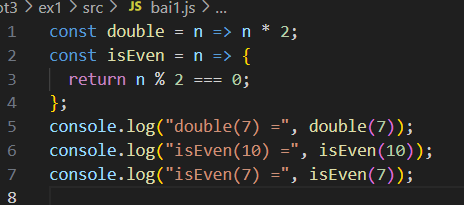 ot3 > ex1 > src > JS bai1.js > ...
1 const double = n => n * 2;
2 const isEven = n => {
3   return n % 2 === 0;
4 };
5 console.log("double(7) =", double(7));
6 console.log("isEven(10) =", isEven(10));
7 console.log("isEven(7) =", isEven(7));
8